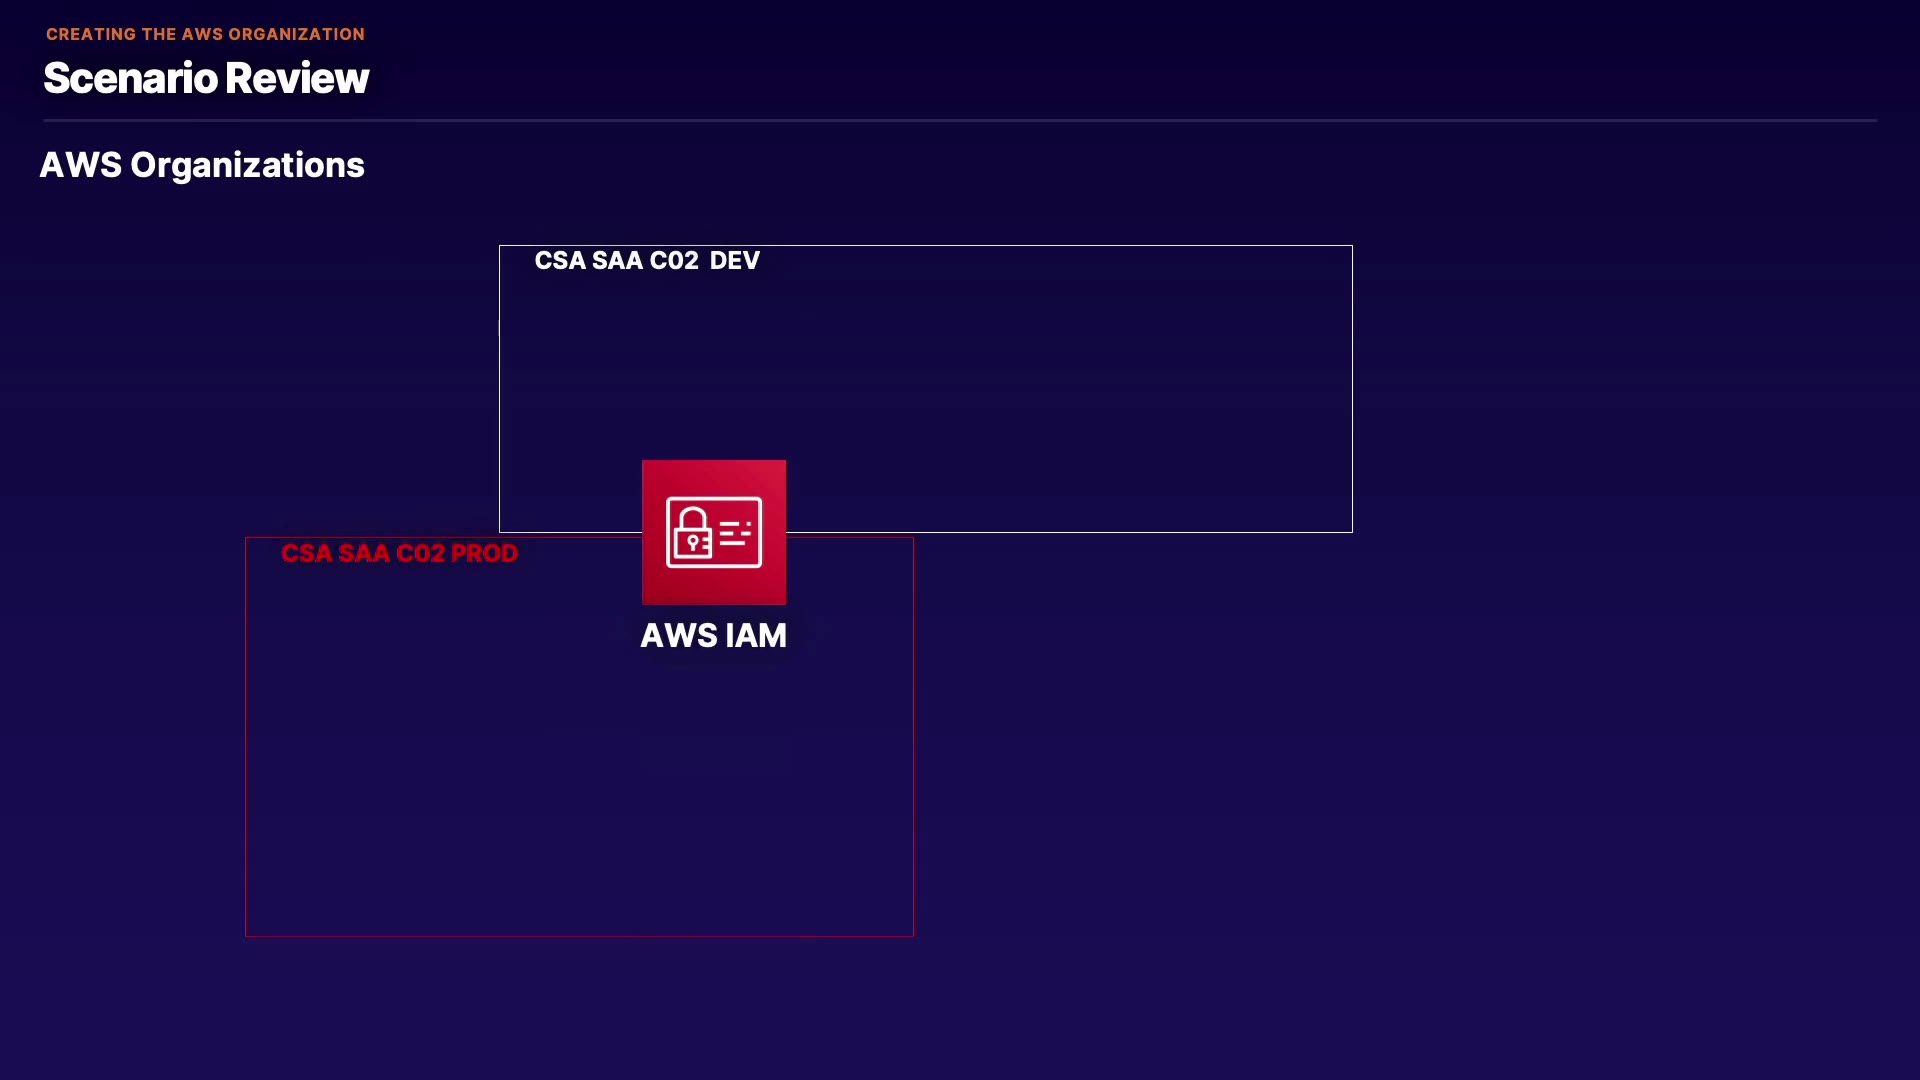 CREATING THE AWS ORGANIZATION
Scenario Review
AWS Organizations
CSA SAA C02 DEV
CSA SAA C02 PROD
AWS IAM